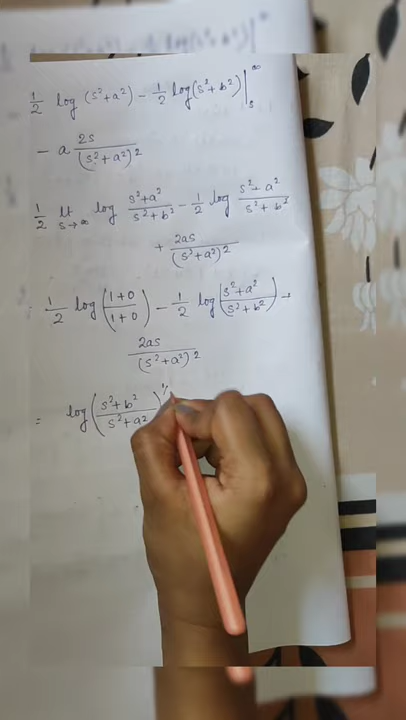 1/2 log (s²+a²) - 1/2 log(s²+b²) |_s^∞
- a 2s/(s²+a²)²
1/2 lt s→∞ log s²+a²/s²+b² - 1/2 log s²+a²/s²+b²
+ 2as/(s²+a²)²
1/2 log(1+0/1+0) - 1/2 log(s²+a²/s²+b²) +
2as/(s²+a²)²
= log(s²+b²/s²+a²)